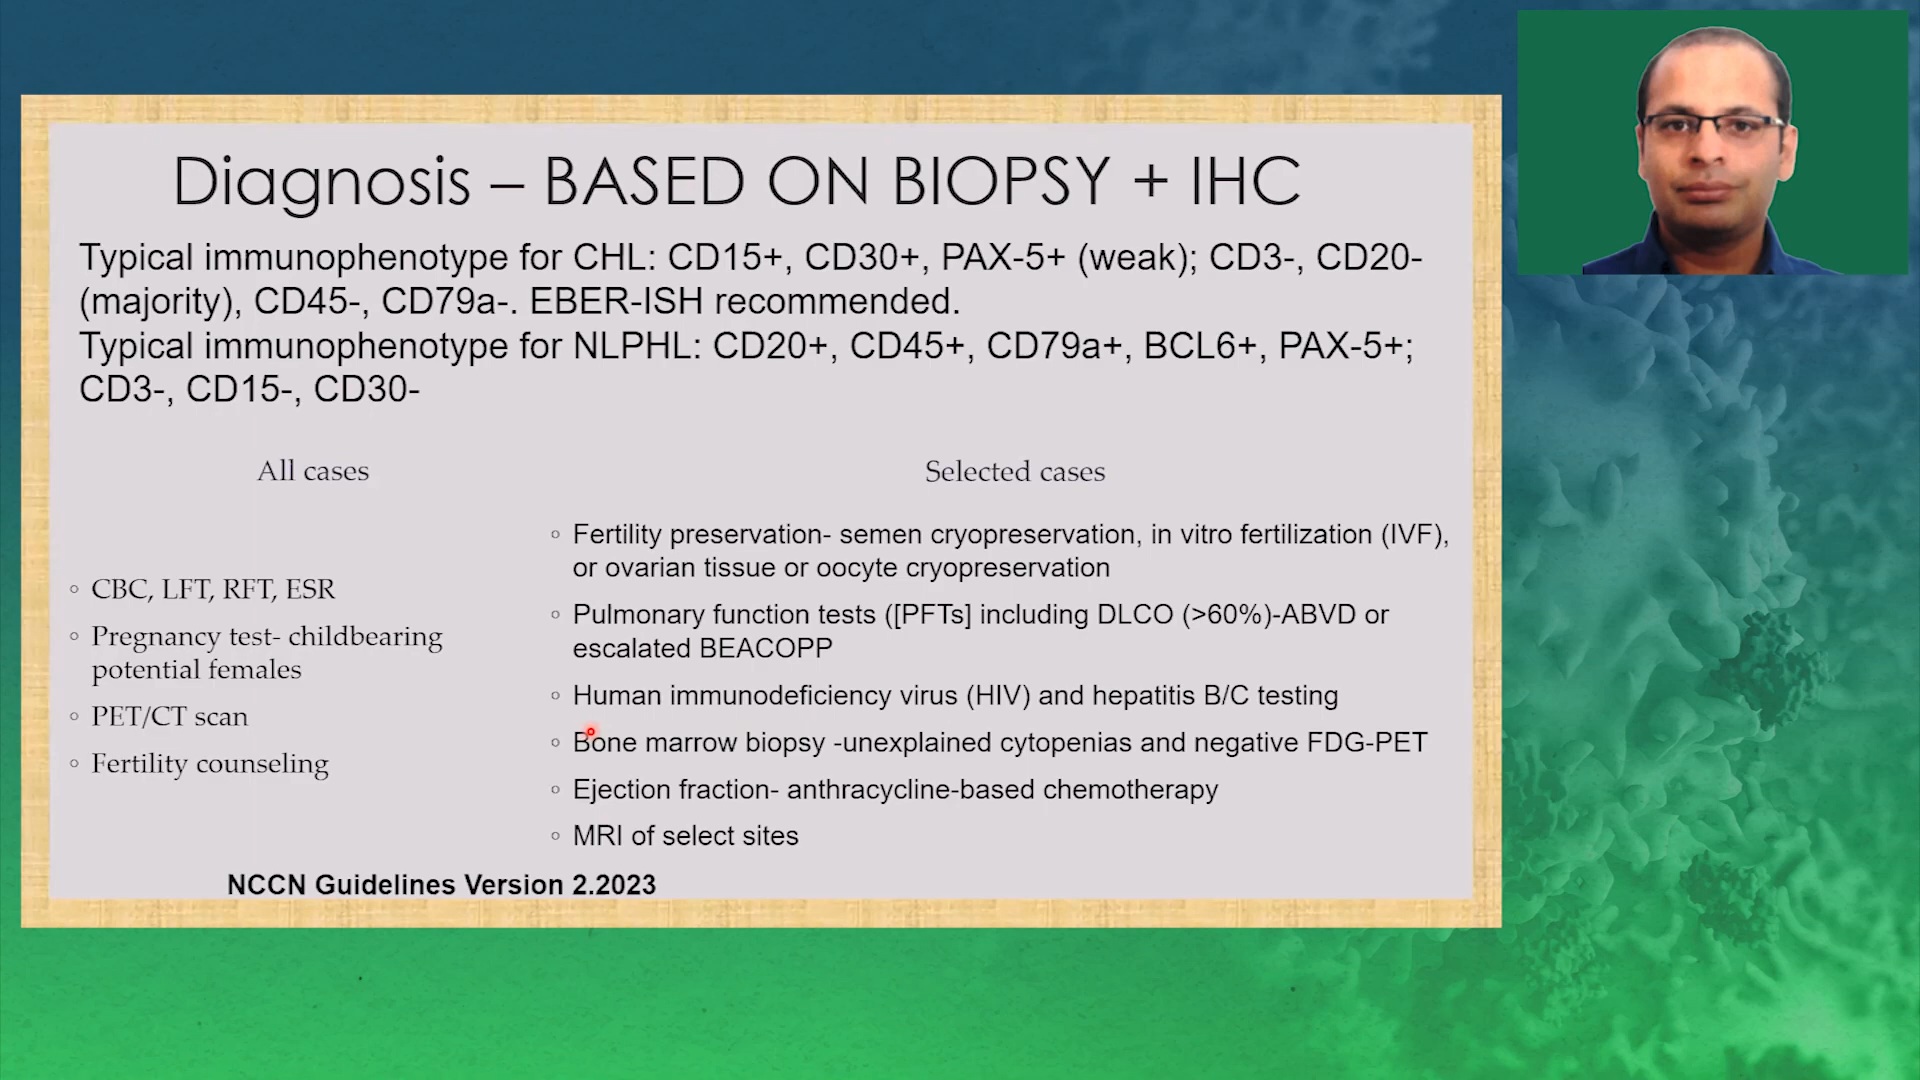 Diagnosis – BASED ON BIOPSY + IHC
Typical immunophenotype for CHL: CD15+, CD30+, PAX-5+ (weak); CD3-, CD20-
(majority), CD45-, CD79a-. EBER-ISH recommended.
Typical immunophenotype for NLPHL: CD20+, CD45+, CD79a+, BCL6+, PAX-5+;
CD3-, CD15-, CD30-
All cases
◦ CBC, LFT, RFT, ESR
◦ Pregnancy test- childbearing
potential females
◦ PET/CT scan
◦ Fertility counseling
Selected cases
◦ Fertility preservation- semen cryopreservation, in vitro fertilization (IVF),
or ovarian tissue or oocyte cryopreservation
◦ Pulmonary function tests ([PFTs] including DLCO (>60%)-ABVD or
escalated BEACOPP
◦ Human immunodeficiency virus (HIV) and hepatitis B/C testing
◦ Bone marrow biopsy -unexplained cytopenias and negative FDG-PET
◦ Ejection fraction- anthracycline-based chemotherapy
◦ MRI of select sites
NCCN Guidelines Version 2.2023